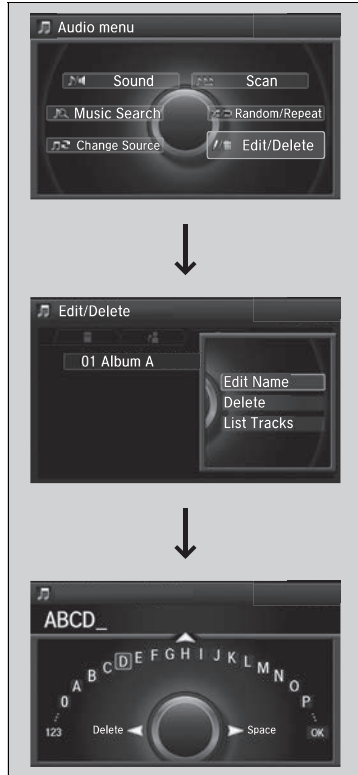 Audio menu
Sound Scan
Music Search Random/Repeat
Change Source Edit/Delete
Edit/Delete
01 Album A
Edit Name
Delete
List Tracks
ABCD_
123 0 A B C D E F G H I J K L M N O P OK
Delete Space